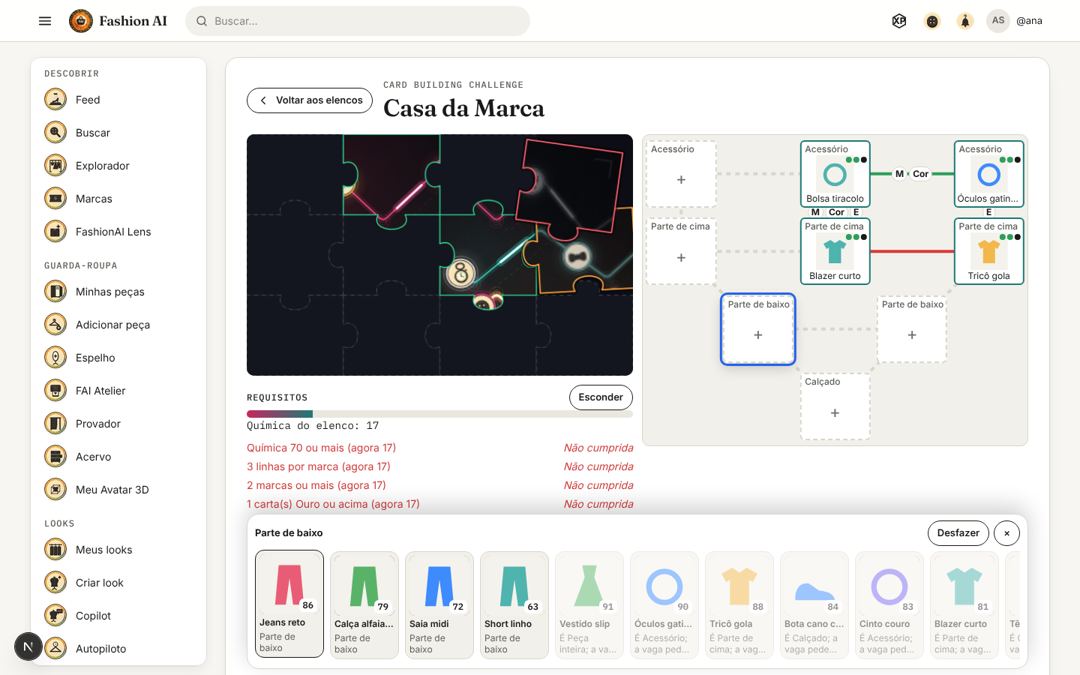 Fashion AI
Buscar...
XP
AS
@ana
DESCOBRIR
Feed
Buscar
Explorador
Marcas
FashionAI Lens
GUARDA-ROUPA
Minhas peças
Adicionar peça
Espelho
FAI Atelier
Provador
Acervo
Meu Avatar 3D
LOOKS
Meus looks
Criar look
Copilot
Autopiloto
N
Voltar aos elencos
CARD BUILDING CHALLENGE
Casa da Marca
Acessório
+
Acessório
Bolsa tiracolo
M · Cor
Acessório
Óculos gatin...
M Cor E
E
Parte de cima
+
Parte de cima
Blazer curto
Parte de cima
Tricô gola
Parte de baixo
+
Parte de baixo
+
Calçado
+
REQUISITOS
Esconder
Química do elenco: 17
Química 70 ou mais (agora 17)
Não cumprida
3 linhas por marca (agora 17)
Não cumprida
2 marcas ou mais (agora 17)
Não cumprida
1 carta(s) Ouro ou acima (agora 17)
Não cumprida
Parte de baixo
Desfazer
×
86
Jeans reto
Parte de
baixo
79
Calça alfaia...
Parte de
baixo
72
Saia midi
Parte de
baixo
63
Short linho
Parte de
baixo
91
Vestido slip
É Peça
inteira; a va...
90
Óculos gati...
É Acessório;
a vaga ped...
88
Tricô gola
É Parte de
cima; a vag...
84
Bota cano c...
É Calçado; a
vaga pede...
83
Cinto couro
É Acessório;
a vaga ped...
81
Blazer curto
É Parte de
cima; a vag...